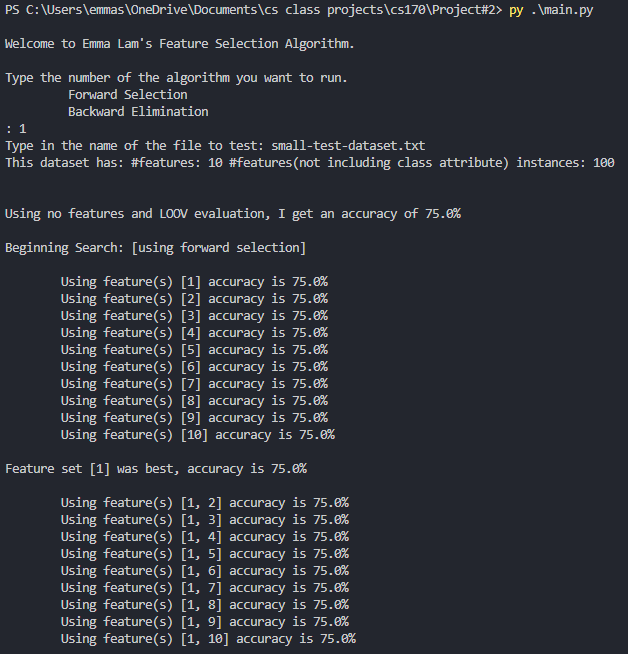 PS C:\Users\emmas\OneDrive\Documents\cs class projects\cs170\Project#2> py .\main.py
Welcome to Emma Lam's Feature Selection Algorithm.
Type the number of the algorithm you want to run.
Forward Selection
Backward Elimination
: 1
Type in the name of the file to test: small-test-dataset.txt
This dataset has: #features: 10 #features(not including class attribute) instances: 100
Using no features and LOOV evaluation, I get an accuracy of 75.0%
Beginning Search: [using forward selection]
Using feature(s) [1] accuracy is 75.0%
Using feature(s) [2] accuracy is 75.0%
Using feature(s) [3] accuracy is 75.0%
Using feature(s) [4] accuracy is 75.0%
Using feature(s) [5] accuracy is 75.0%
Using feature(s) [6] accuracy is 75.0%
Using feature(s) [7] accuracy is 75.0%
Using feature(s) [8] accuracy is 75.0%
Using feature(s) [9] accuracy is 75.0%
Using feature(s) [10] accuracy is 75.0%
Feature set [1] was best, accuracy is 75.0%
Using feature(s) [1, 2] accuracy is 75.0%
Using feature(s) [1, 3] accuracy is 75.0%
Using feature(s) [1, 4] accuracy is 75.0%
Using feature(s) [1, 5] accuracy is 75.0%
Using feature(s) [1, 6] accuracy is 75.0%
Using feature(s) [1, 7] accuracy is 75.0%
Using feature(s) [1, 8] accuracy is 75.0%
Using feature(s) [1, 9] accuracy is 75.0%
Using feature(s) [1, 10] accuracy is 75.0%